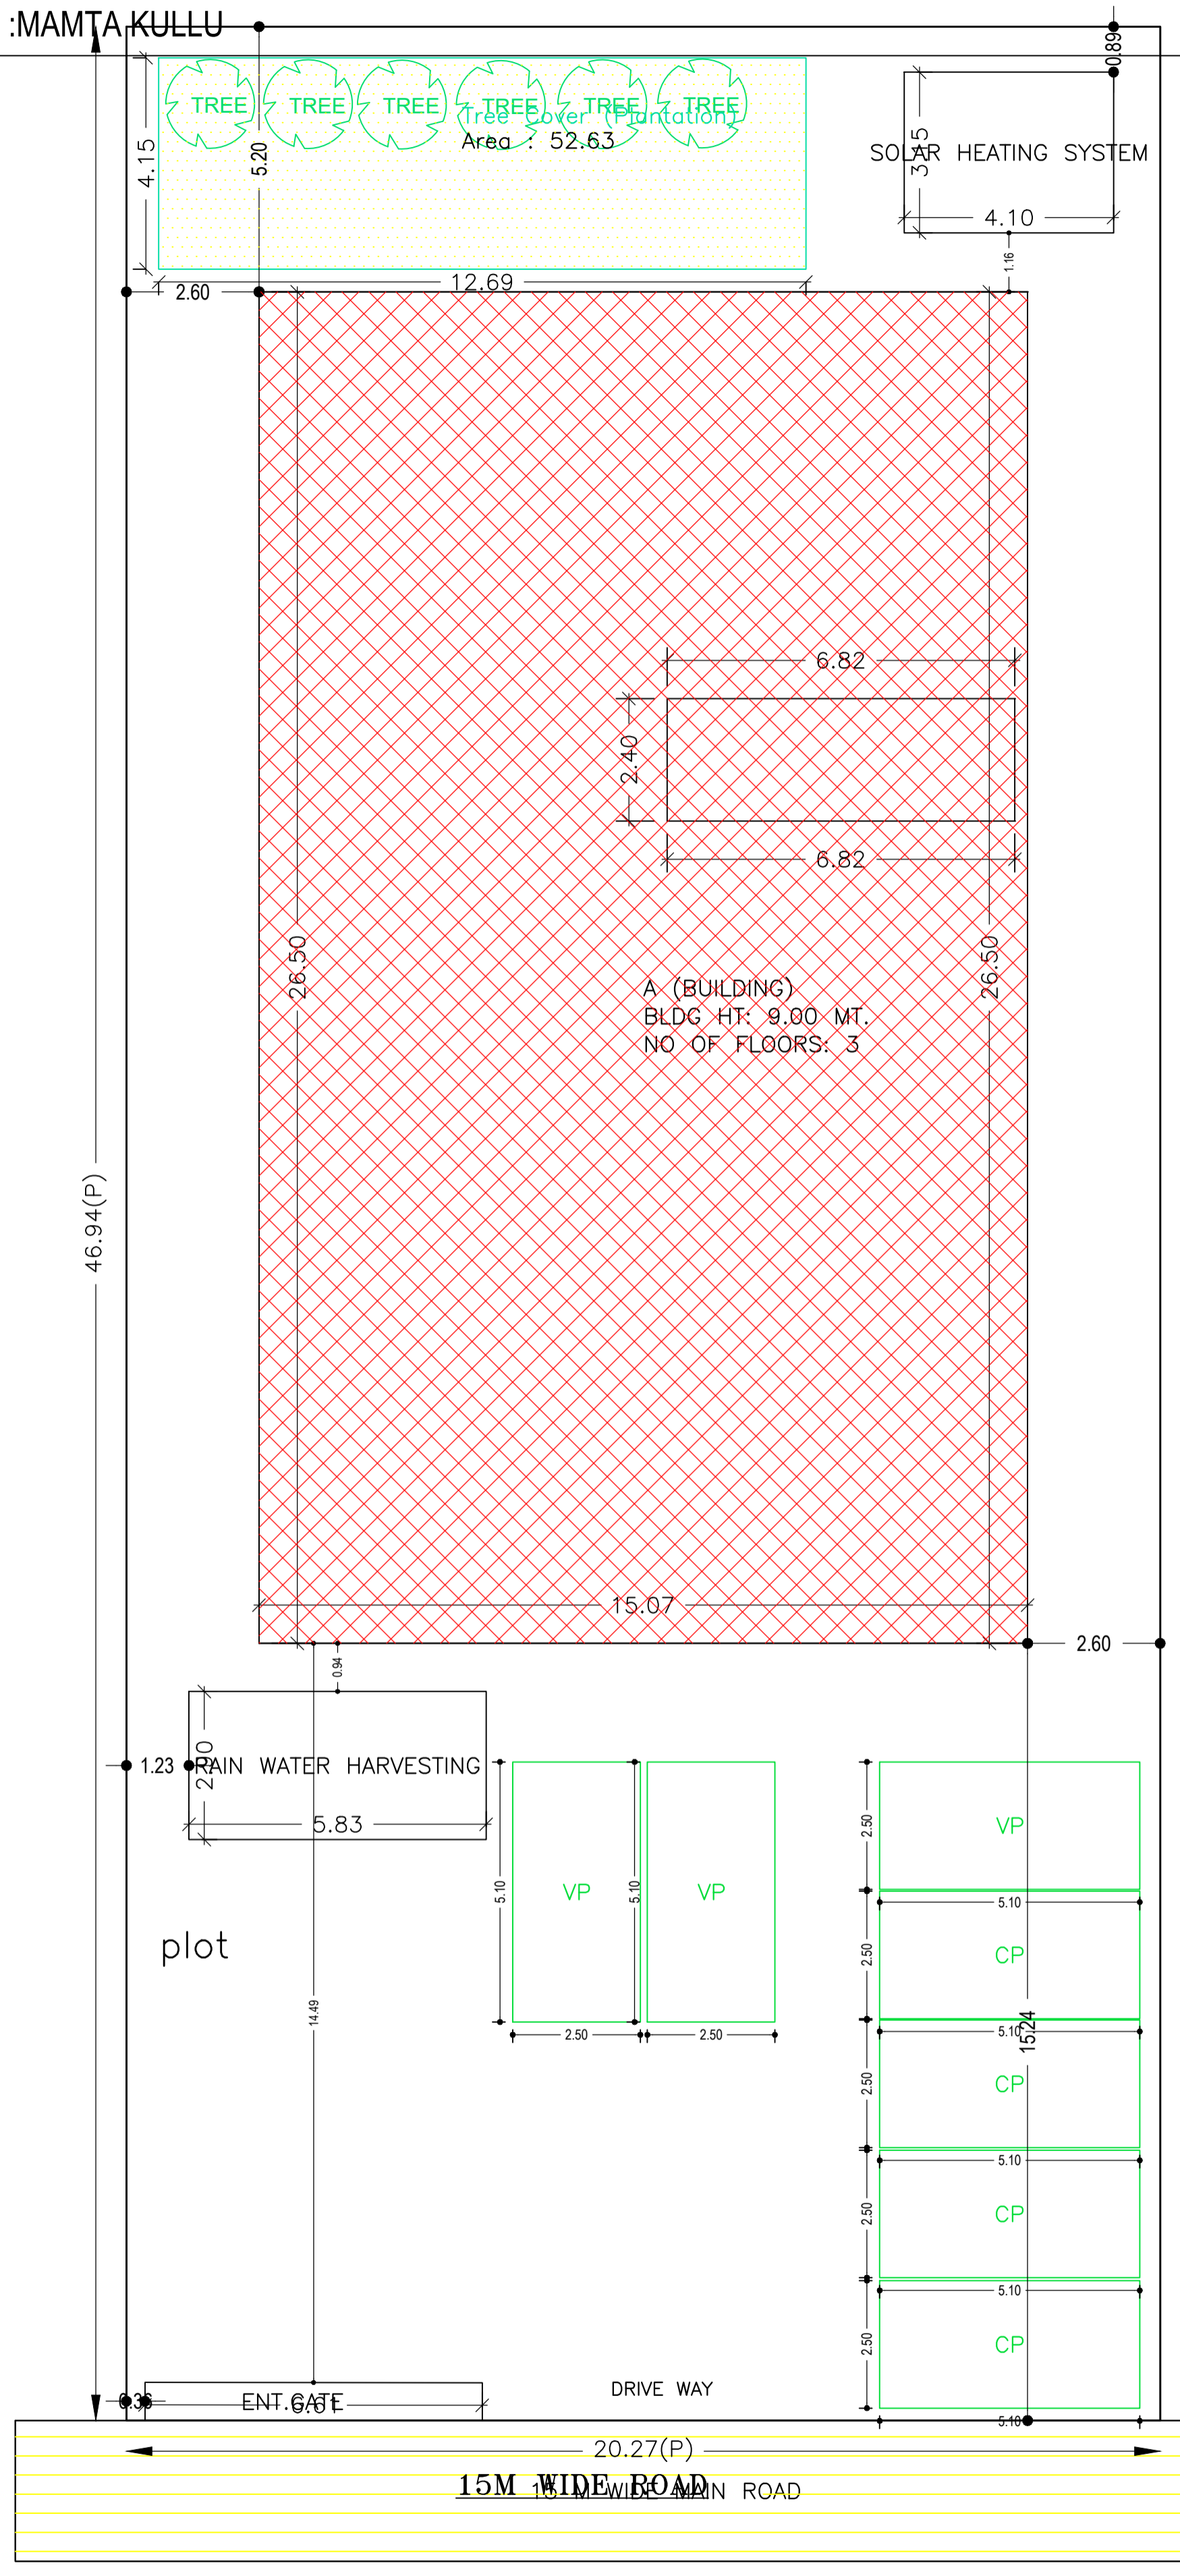 :MAMTA KULLU
0.89
TREE
TREE
TREE
TREE
TREE
TREE
Tree Cover (Plantation)
Area : 52.63
4.15
5.20
SOLAR HEATING SYSTEM
3.15
4.10
1.16
12.69
2.60
6.82
2.40
6.82
26.50
26.50
A (BUILDING)
BLDG HT: 9.00 MT.
NO OF FLOORS: 3
46.94(P)
15.07
2.60
0.94
1.23
RAIN WATER HARVESTING
2.90
5.83
VP
2.50
5.10
VP
5.10
VP
5.10
CP
2.50
plot
14.49
2.50
2.50
15.24
5.10
CP
2.50
5.10
CP
2.50
5.10
CP
2.50
DRIVE WAY
0.36
ENT.GATE
6.61
5.10
20.27(P)
15M WIDE ROAD
15 M WIDE MAIN ROAD